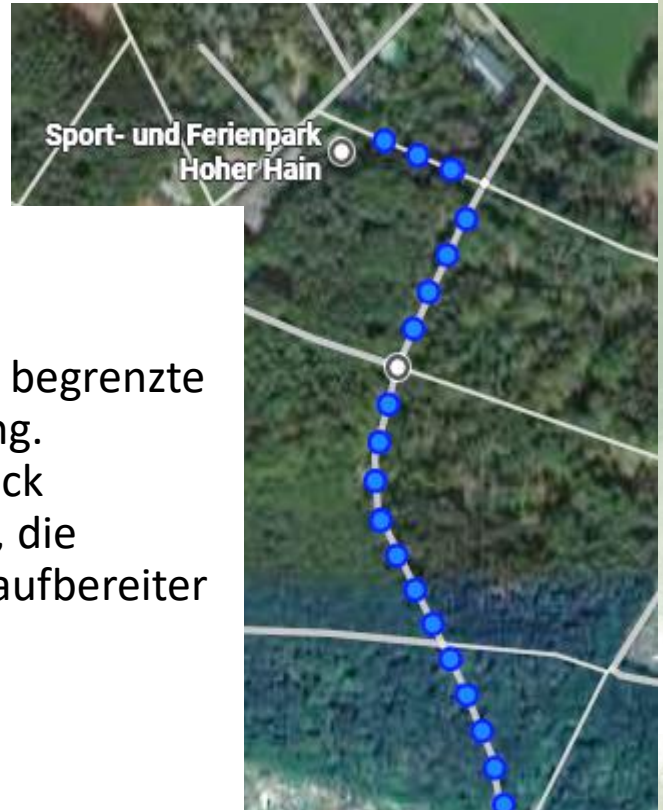 Sport- und Ferienpark
Hoher Hain
begrenzte
ng.
ck
, die
aufbereiter